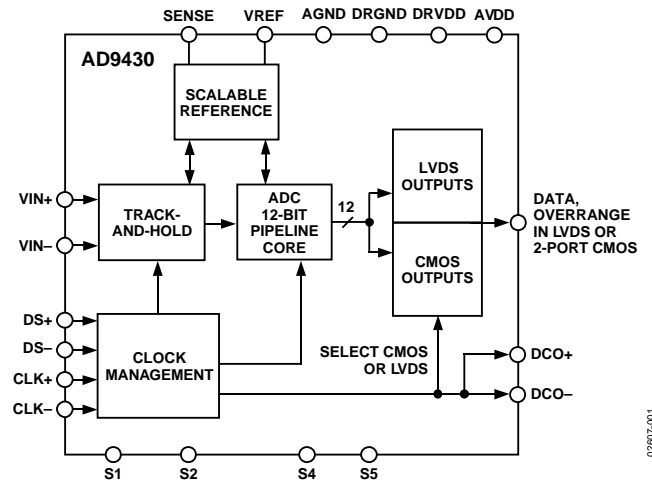 SENSE
VREF
AGND
DRGND
DRVDD
AVDD
AD9430
SCALABLE
REFERENCE
VIN+
VIN–
TRACK-
AND-HOLD
ADC
12-BIT
PIPELINE
CORE
12
LVDS
OUTPUTS
CMOS
OUTPUTS
DATA,
OVERRANGE
IN LVDS OR
2-PORT CMOS
DS+
DS–
CLK+
CLK–
CLOCK
MANAGEMENT
SELECT CMOS
OR LVDS
DCO+
DCO–
S1
S2
S4
S5
02607-001